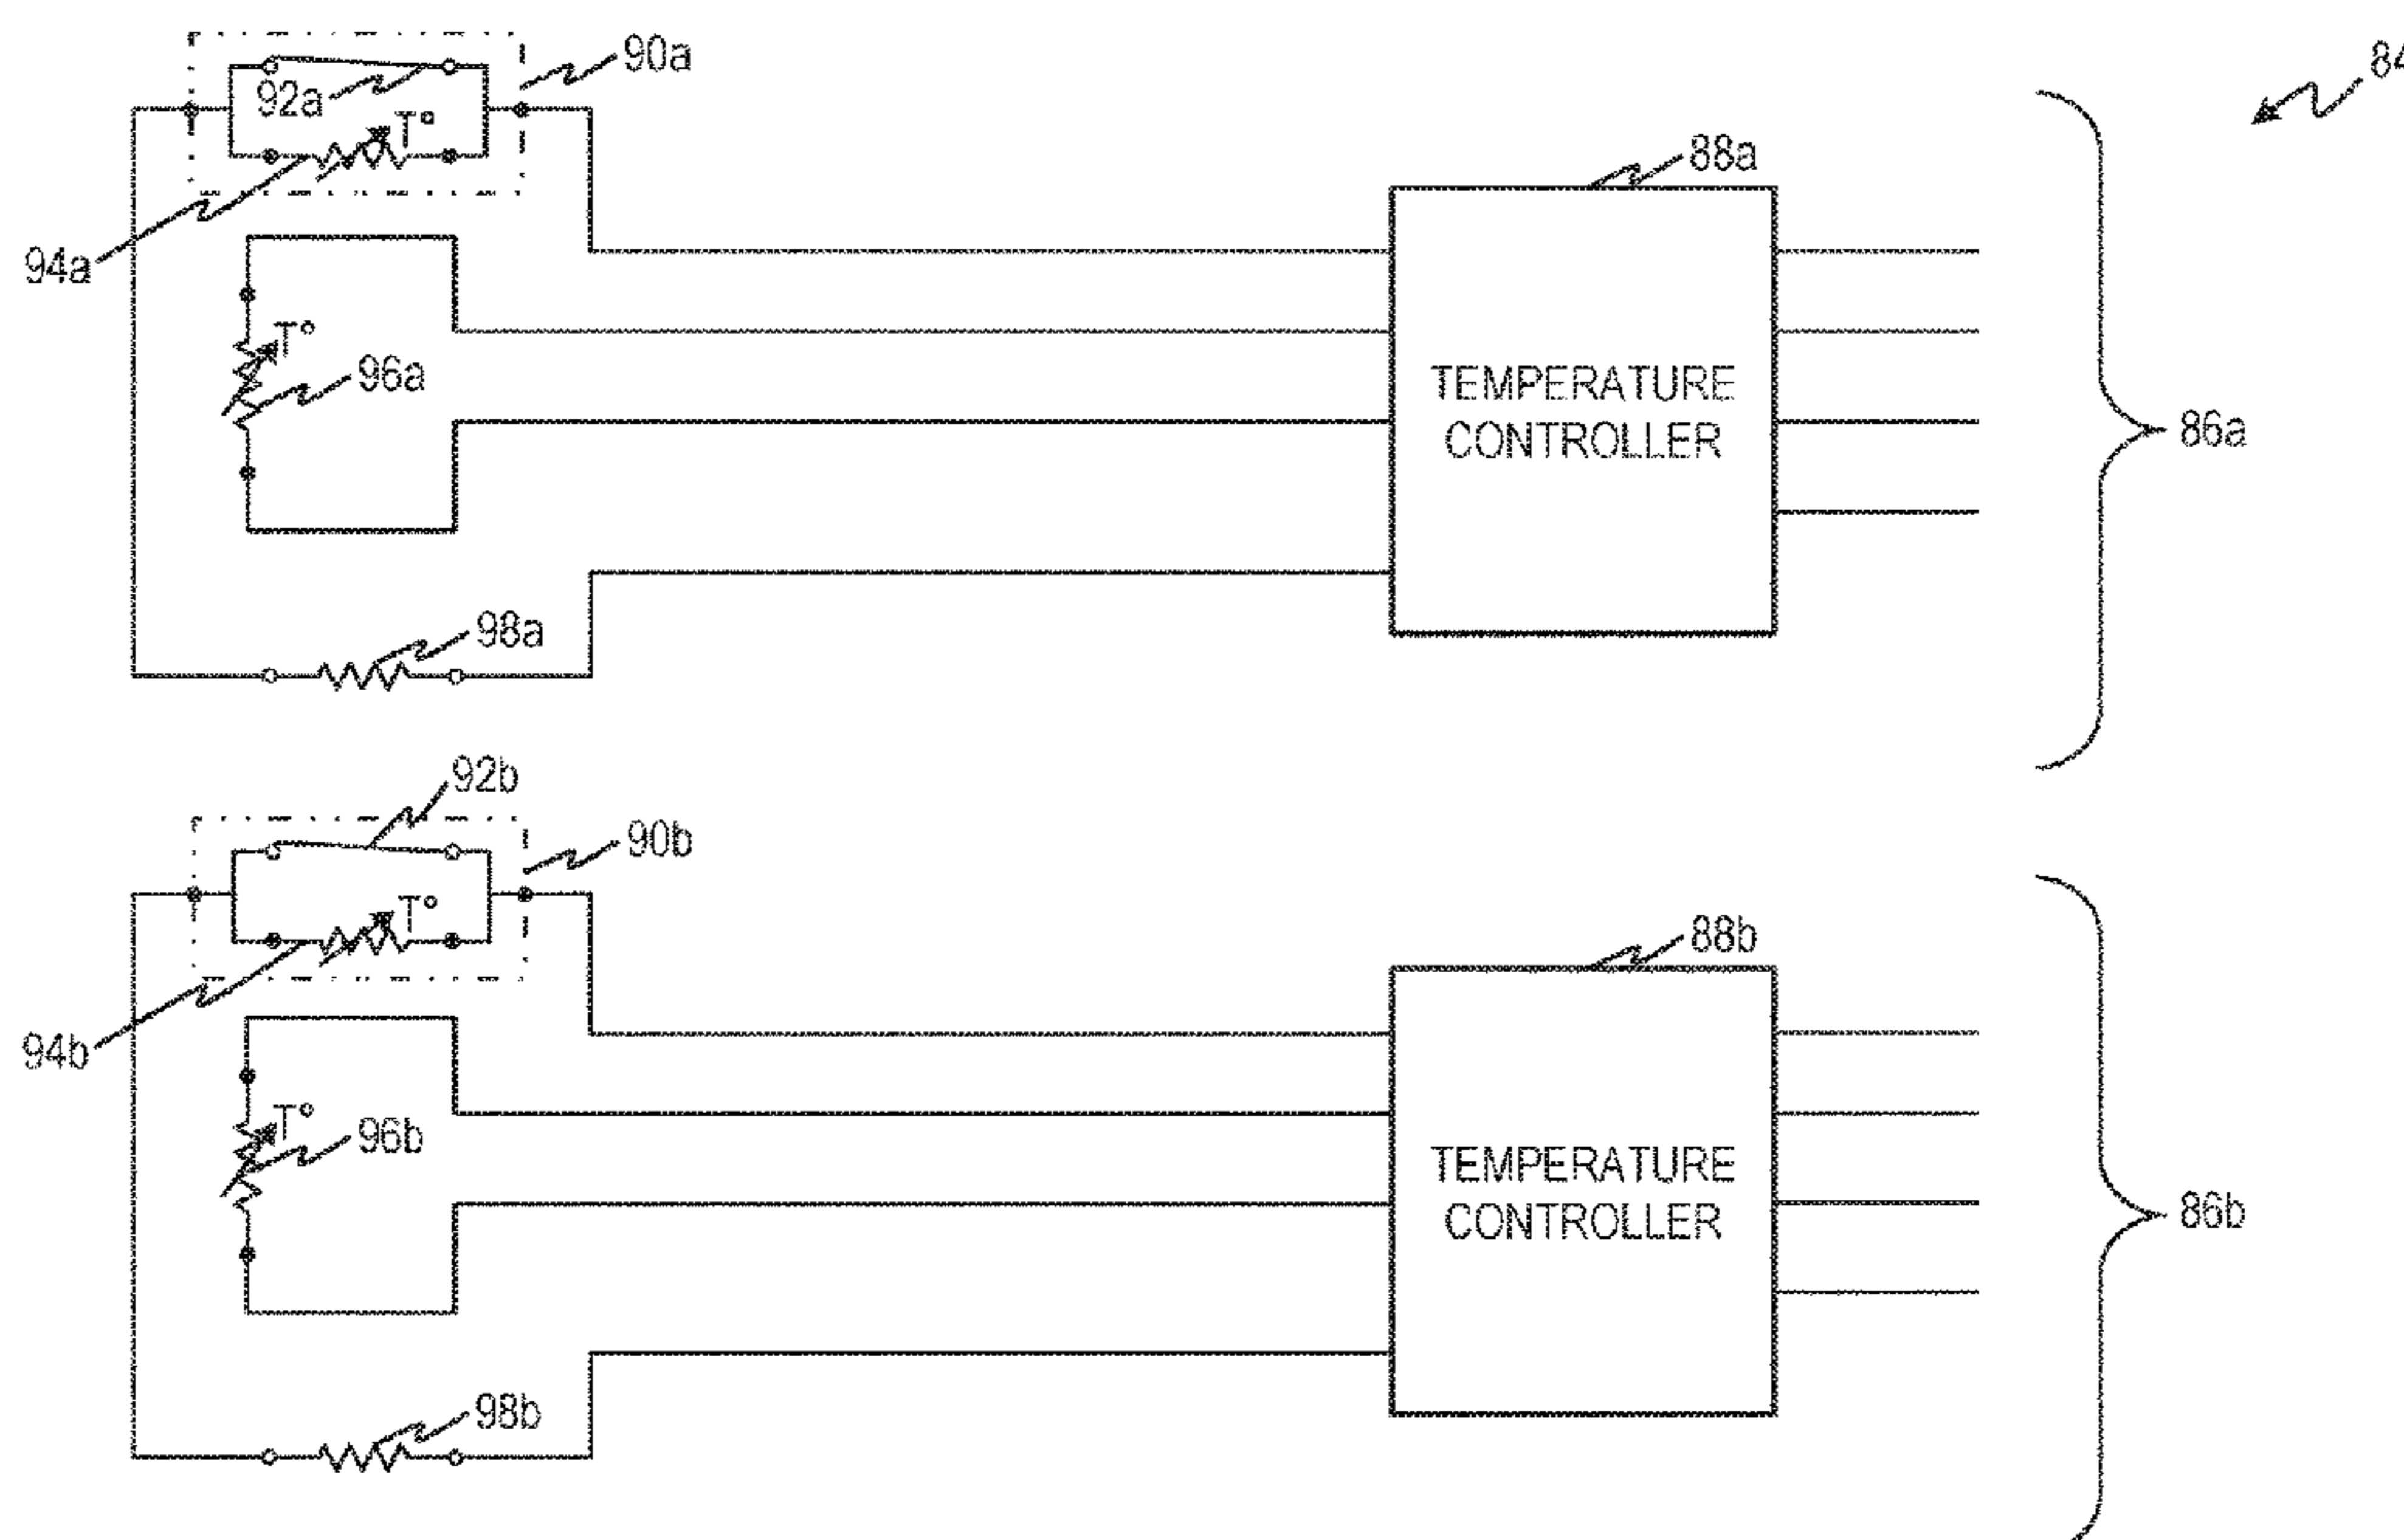 90a
84
92a
T°
88a
94a
T°
96a
TEMPERATURE
CONTROLLER
86a
98a
92b
90b
T°
88b
94b
T°
96b
TEMPERATURE
CONTROLLER
86b
98b